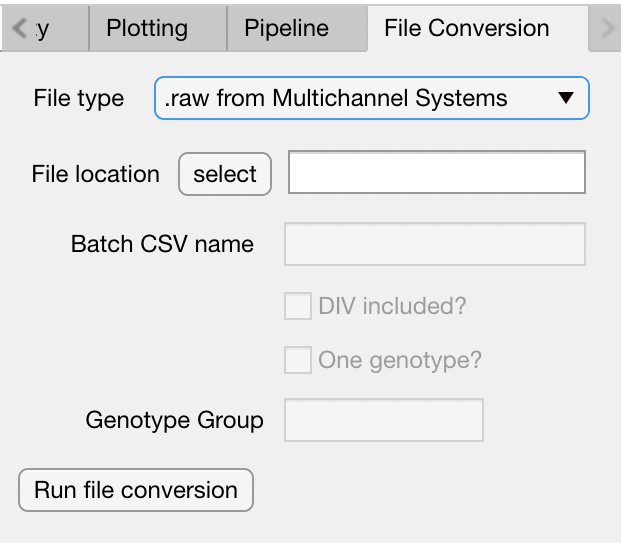 y Plotting Pipeline File Conversion
File type .raw from Multichannel Systems
File location select
Batch CSV name
DIV included?
One genotype?
Genotype Group
Run file conversion